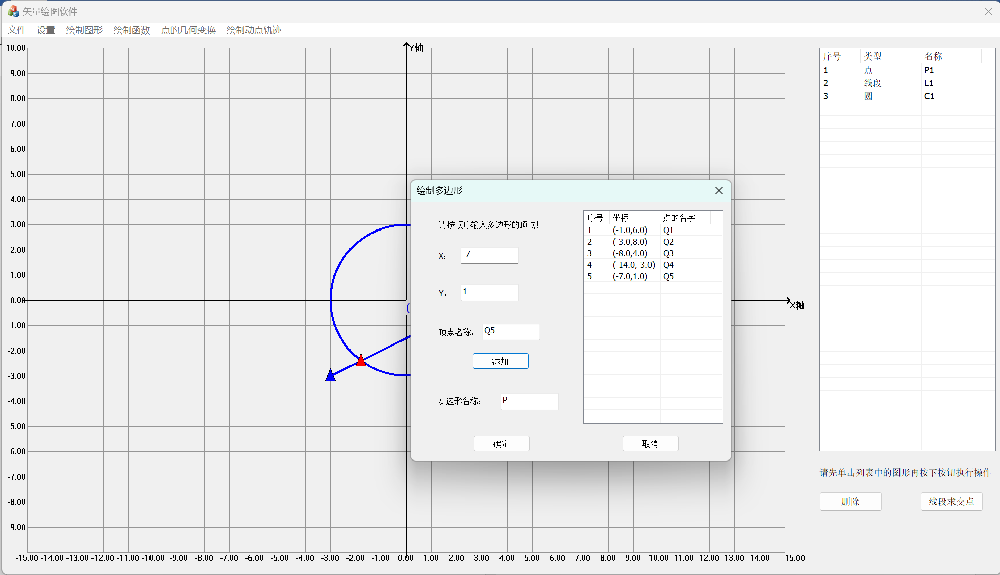 矢量绘图软件
文件 设置 绘制图形 绘制函数 点的几何变换 绘制动点轨迹
Y轴
10.00
9.00
8.00
7.00
6.00
5.00
4.00
3.00
2.00
1.00
0.00
-1.00
-2.00
-3.00
-4.00
-5.00
-6.00
-7.00
-8.00
-9.00
-15.00 -14.00 -13.00 -12.00 -11.00 -10.00 -9.00 -8.00 -7.00 -6.00 -5.00 -4.00 -3.00 -2.00 -1.00 0.00 1.00 2.00 3.00 4.00 5.00 6.00 7.00 8.00 9.00 10.00 11.00 12.00 13.00 14.00 15.00
X轴
绘制多边形
请按顺序输入多边形的顶点!
X: -7
Y: 1
顶点名称: Q5
添加
多边形名称: P
确定
取消
序号 坐标 点的名字
1 (-1.0,6.0) Q1
2 (-3.0,8.0) Q2
3 (-8.0,4.0) Q3
4 (-14.0,-3.0) Q4
5 (-7.0,1.0) Q5
序号 类型 名称
1 点 P1
2 线段 L1
3 圆 C1
请先单击列表中的图形再按下按钮执行操作
删除
线段求交点